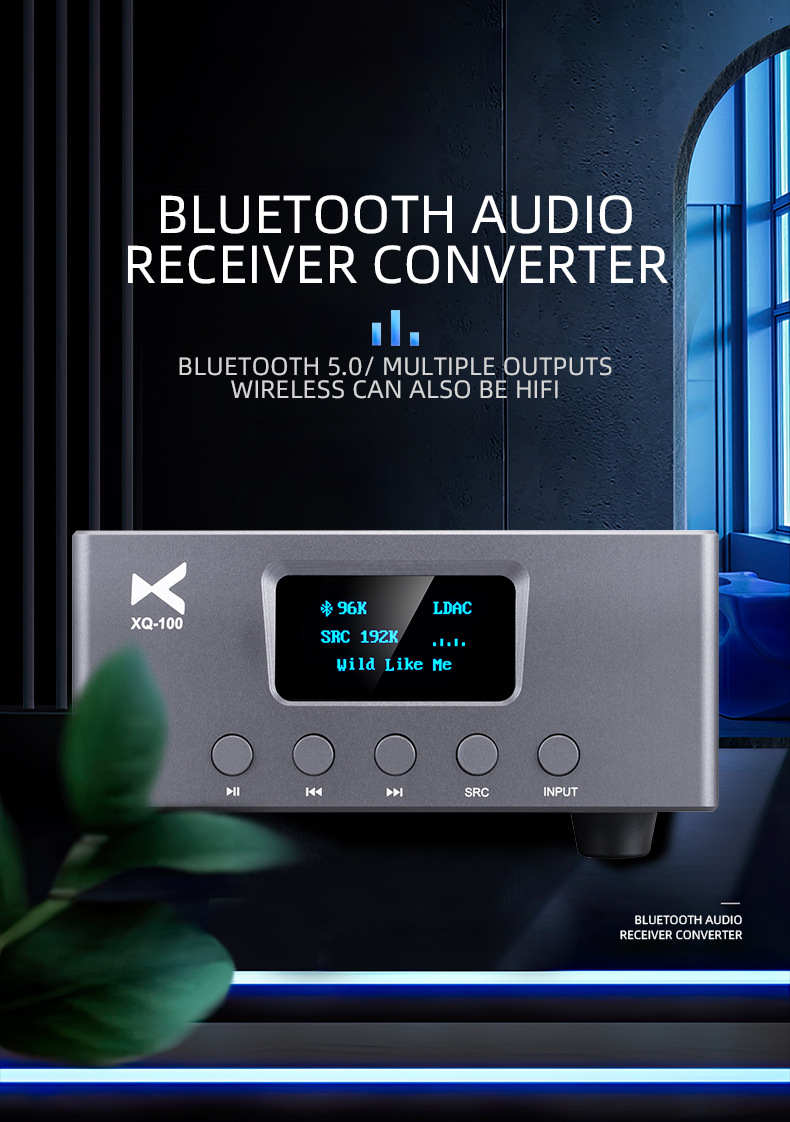 BLUETOOTH AUDIO
RECEIVER CONVERTER
BLUETOOTH 5.0/ MULTIPLE OUTPUTS
WIRELESS CAN ALSO BE HIFI
XQ-100
96K LDAC
SRC 192K
Wild Like Me
SRC INPUT
BLUETOOTH AUDIO
RECEIVER CONVERTER